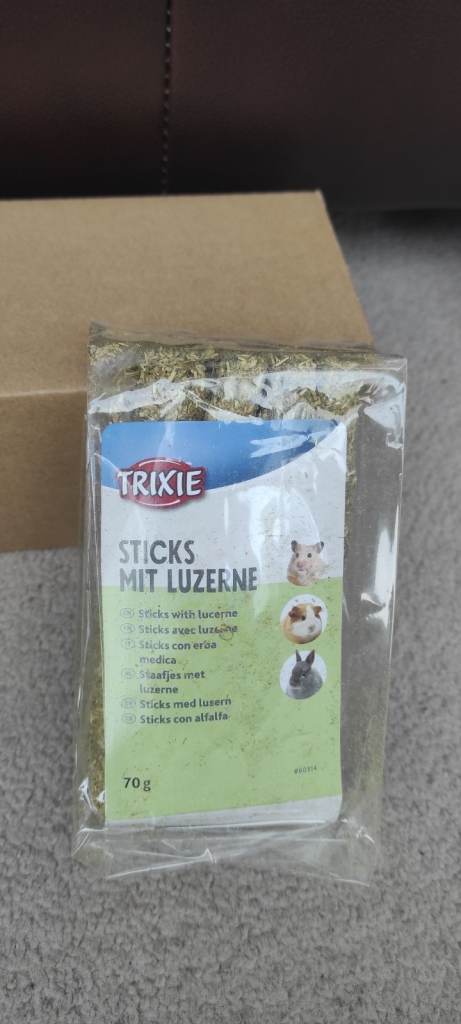 TRIXIE
STICKS
MIT LUZERNE
Sticks with lucerne
Sticks avec luzerne
Sticks con erba
medica
Staafjes met
luzerne
Sticks med lusern
Sticks con alfalfa
70 g
#60314